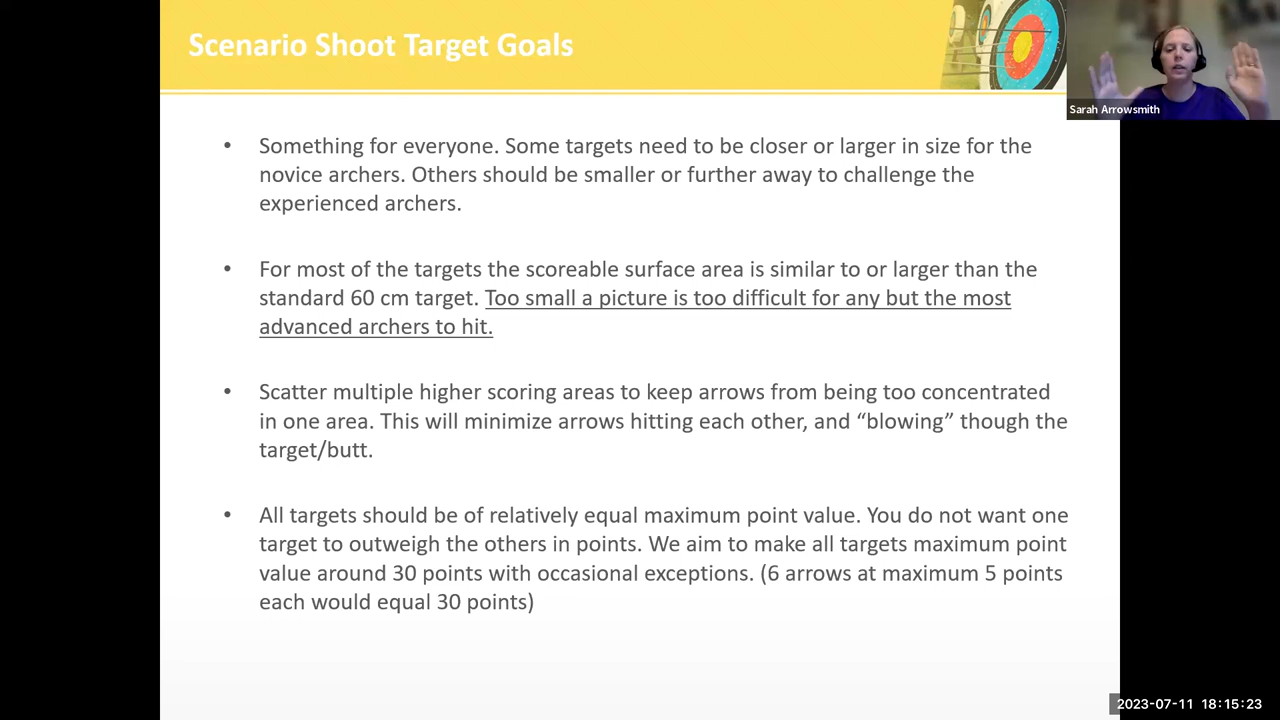 Scenario Shoot Target Goals
Sarah Arrowsmith
• Something for everyone. Some targets need to be closer or larger in size for the
novice archers. Others should be smaller or further away to challenge the
experienced archers.
• For most of the targets the scoreable surface area is similar to or larger than the
standard 60 cm target. Too small a picture is too difficult for any but the most
advanced archers to hit.
• Scatter multiple higher scoring areas to keep arrows from being too concentrated
in one area. This will minimize arrows hitting each other, and “blowing” though the
target/butt.
• All targets should be of relatively equal maximum point value. You do not want one
target to outweigh the others in points. We aim to make all targets maximum point
value around 30 points with occasional exceptions. (6 arrows at maximum 5 points
each would equal 30 points)
2023-07-11 18:15:23